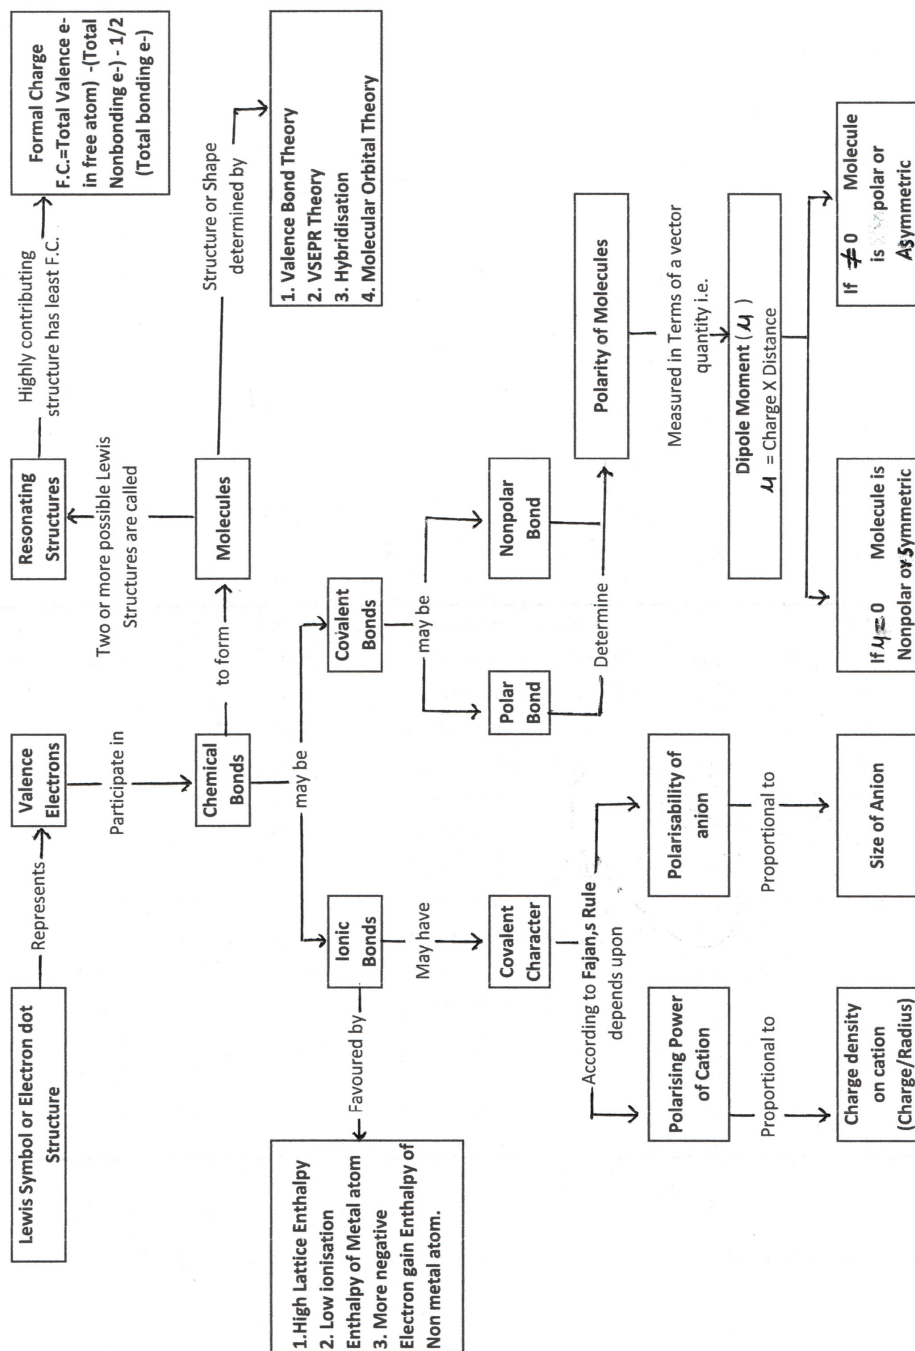 Lewis Symbol or Electron dot
Structure
Represents
Valence
Electrons
Participate in
Chemical
Bonds
to form
Molecules
Two or more possible Lewis
Structures are called
Resonating
Structures
Highly contributing
structure has least F.C.
Formal Charge
F.C.=Total Valence e-
in free atom) -(Total
Nonbonding e-) - 1/2
(Total bonding e-)
Structure or Shape
determined by
1. Valence Bond Theory
2. VSEPR Theory
3. Hybridisation
4. Molecular Orbital Theory
may be
Ionic
Bonds
Covalent
Bonds
Favoured by
1.High Lattice Enthalpy
2. Low ionisation
Enthalpy of Metal atom
3. More negative
Electron gain Enthalpy of
Non metal atom.
May have
Covalent
Character
According to Fajan,s Rule
depends upon
Polarising Power
of Cation
Proportional to
Charge density
on cation
(Charge/Radius)
Polarisability of
anion
Proportional to
Size of Anion
may be
Polar
Bond
Nonpolar
Bond
Determine
Polarity of Molecules
Measured in Terms of a vector
quantity i.e.
Dipole Moment (μ)
μ = Charge X Distance
If μ=0 Molecule is
Nonpolar or Symmetric
If ≠0 Molecule
is polar or
Asymmetric